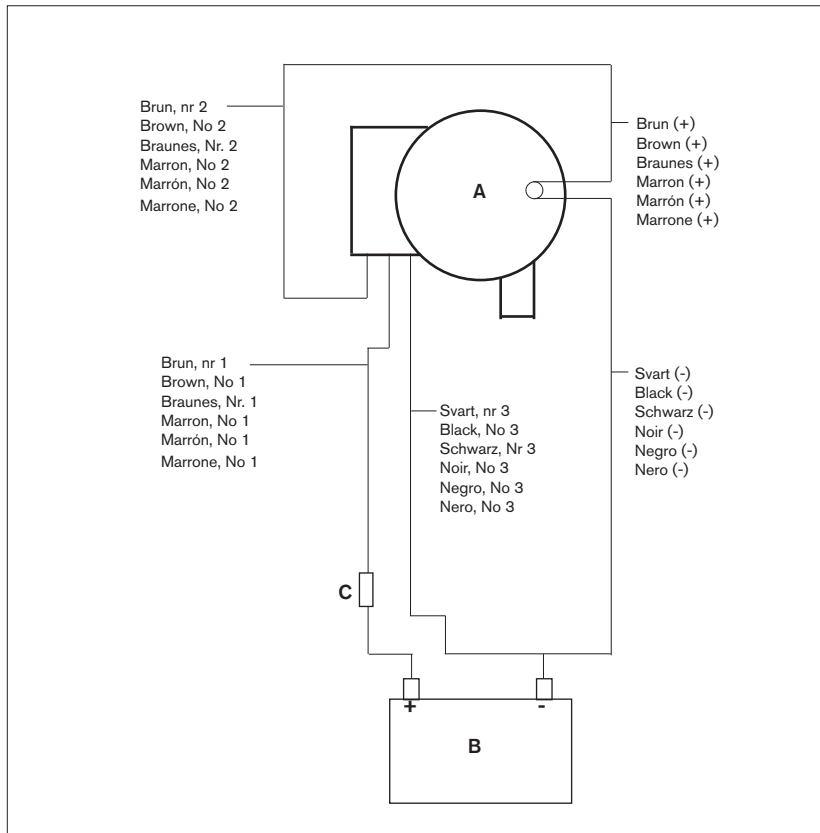 Brun, nr 2
Brown, No 2
Braunes, Nr. 2
Marron, No 2
Marrón, No 2
Marrone, No 2
Brun (+)
Brown (+)
Braunes (+)
Marron (+)
Marrón (+)
Marrone (+)
A
Brun, nr 1
Brown, No 1
Braunes, Nr. 1
Marron, No 1
Marrón, No 1
Marrone, No 1
Svart, nr 3
Black, No 3
Schwarz, Nr 3
Noir, No 3
Negro, No 3
Nero, No 3
Svart (-)
Black (-)
Schwarz (-)
Noir (-)
Negro (-)
Nero (-)
C
+ -
B